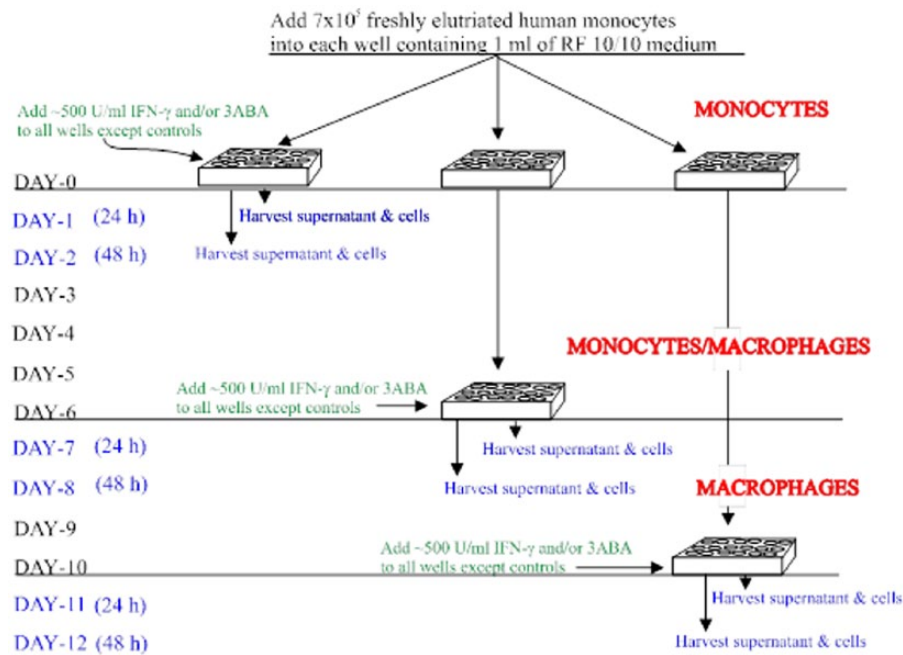 Add 7x10⁵ freshly elutriated human monocytes
into each well containing 1 ml of RF 10/10 medium
MONOCYTES
Add ~500 U/ml IFN-γ and/or 3ABA
to all wells except controls
DAY-0
DAY-1 (24 h) Harvest supernatant & cells
DAY-2 (48 h) Harvest supernatant & cells
DAY-3
DAY-4
MONOCYTES/MACROPHAGES
DAY-5
Add ~500 U/ml IFN-γ and/or 3ABA
to all wells except controls
DAY-6
DAY-7 (24 h) Harvest supernatant & cells
DAY-8 (48 h) Harvest supernatant & cells
MACROPHAGES
DAY-9
Add ~500 U/ml IFN-γ and/or 3ABA
to all wells except controls
DAY-10
DAY-11 (24 h) Harvest supernatant & cells
DAY-12 (48 h) Harvest supernatant & cells